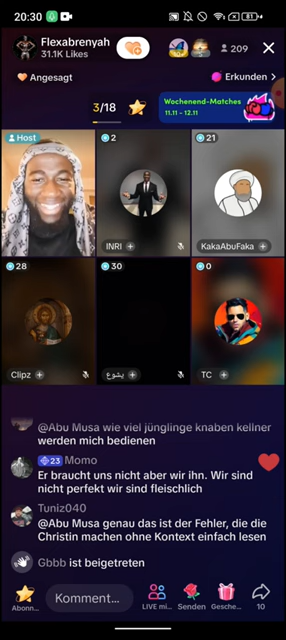 20:30
81
Flexabrenyah
31.1K Likes
209
Angesagt
Erkunden >
3/18
Wochenend-Matches
11.11 - 12.11
Host
2
21
INRI
KakaAbuFaka
28
30
0
Clipz
يشوع
TC
@Abu Musa wie viel jünglinge knaben kellner
werden mich bedienen
23 Momo
Er braucht uns nicht aber wir ihn. Wir sind
nicht perfekt wir sind fleischlich
Tuniz040
@Abu Musa genau das ist der Fehler, die die
Christin machen ohne Kontext einfach lesen
Gbbb ist beigetreten
Kommentar...
Abonn...
LIVE mi...
Senden
Gesche...
10